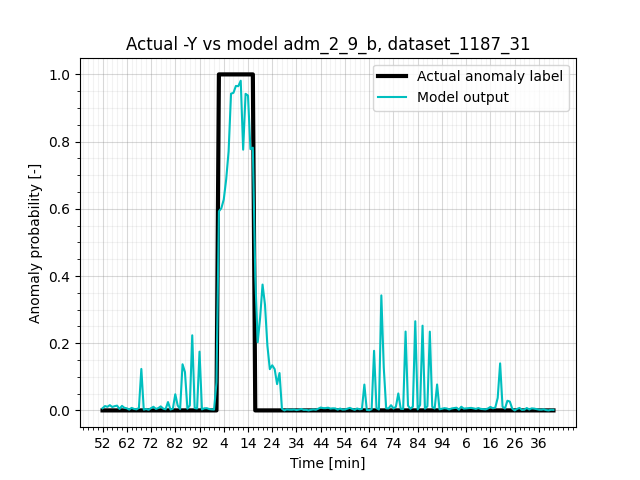 Actual -Y vs model adm_2_9_b, dataset_1187_31
Actual anomaly label
Model output
Anomaly probability [-]
1.0
0.8
0.6
0.4
0.2
0.0
52 62 72 82 92 4 14 24 34 44 54 64 74 84 94 6 16 26 36
Time [min]